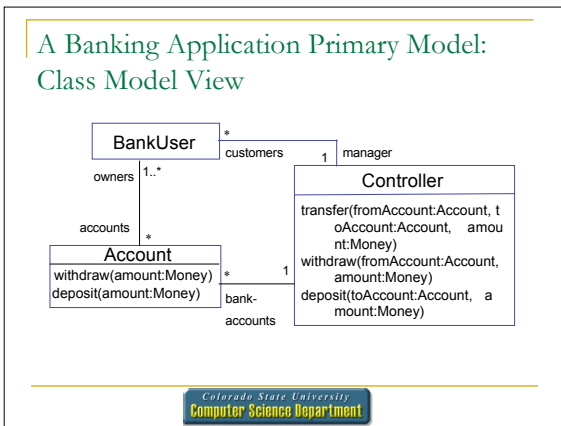 A Banking Application Primary Model:
Class Model View
BankUser
*
customers
1
manager
owners
1..*
accounts
*
Controller
transfer(fromAccount:Account, t
oAccount:Account, amou
nt:Money)
withdraw(fromAccount:Account,
amount:Money)
deposit(toAccount:Account, a
mount:Money)
Account
withdraw(amount:Money)
deposit(amount:Money)
*
1
bank-
accounts
Colorado State University
Computer Science Department